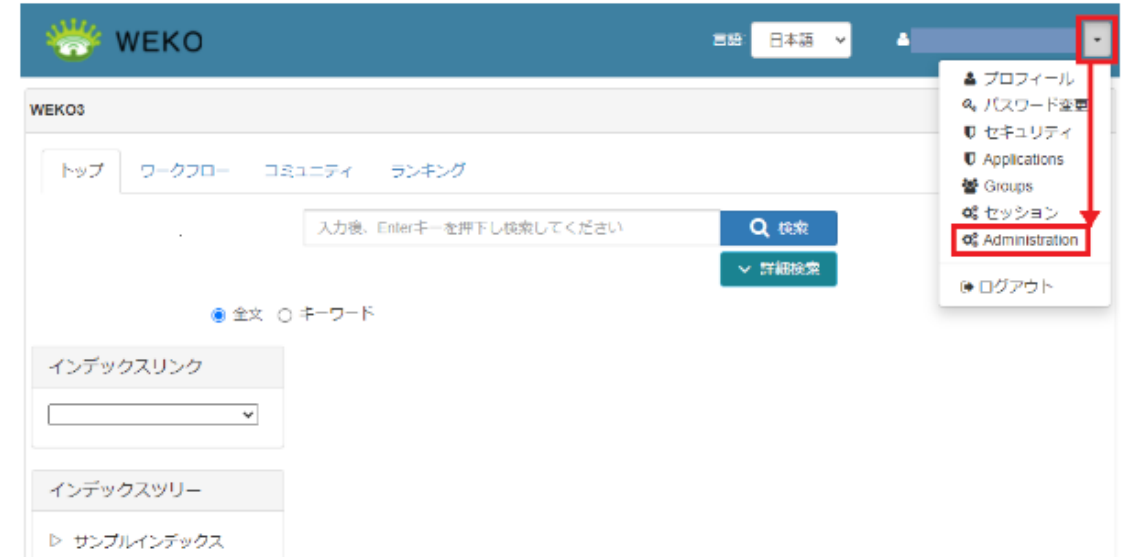 WEKO
言語 日本語
プロフィール
パスワード変更
セキュリティ
Applications
Groups
セッション
Administration
ログアウト
WEKO3
トップ ワークフロー コミュニティ ランキング
入力後、Enterキーを押下し検索してください 検索
詳細検索
全文 キーワード
インデックスリンク
インデックスツリー
サンプルインデックス